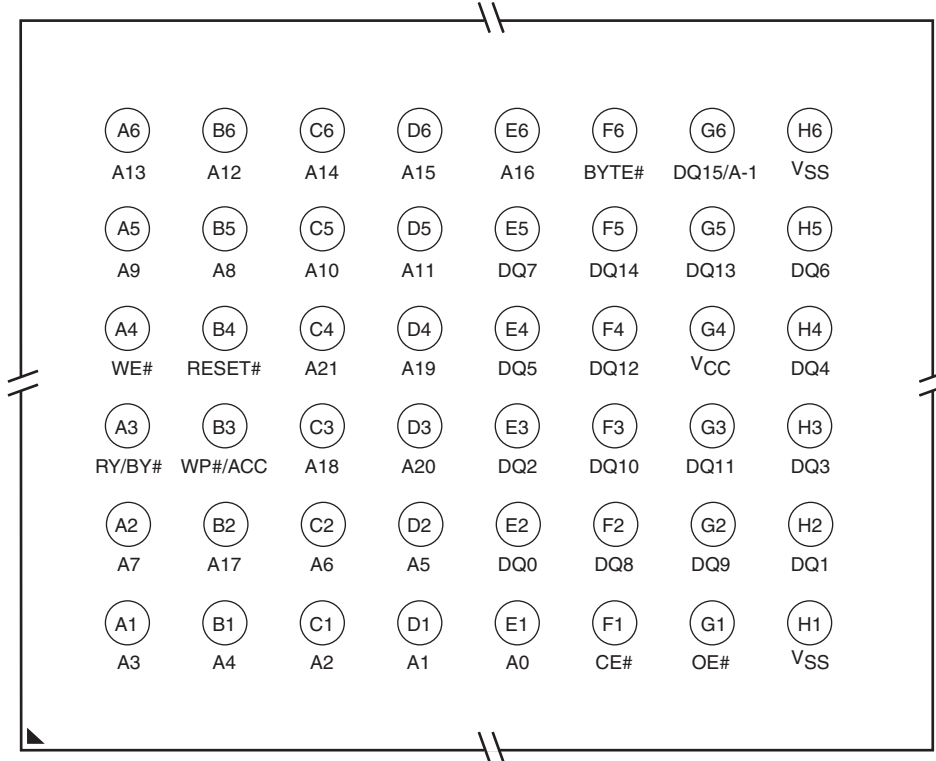 A6 B6 C6 D6 E6 F6 G6 H6
A13 A12 A14 A15 A16 BYTE# DQ15/A-1 VSS
A5 B5 C5 D5 E5 F5 G5 H5
A9 A8 A10 A11 DQ7 DQ14 DQ13 DQ6
A4 B4 C4 D4 E4 F4 G4 H4
WE# RESET# A21 A19 DQ5 DQ12 VCC DQ4
A3 B3 C3 D3 E3 F3 G3 H3
RY/BY# WP#/ACC A18 A20 DQ2 DQ10 DQ11 DQ3
A2 B2 C2 D2 E2 F2 G2 H2
A7 A17 A6 A5 DQ0 DQ8 DQ9 DQ1
A1 B1 C1 D1 E1 F1 G1 H1
A3 A4 A2 A1 A0 CE# OE# VSS